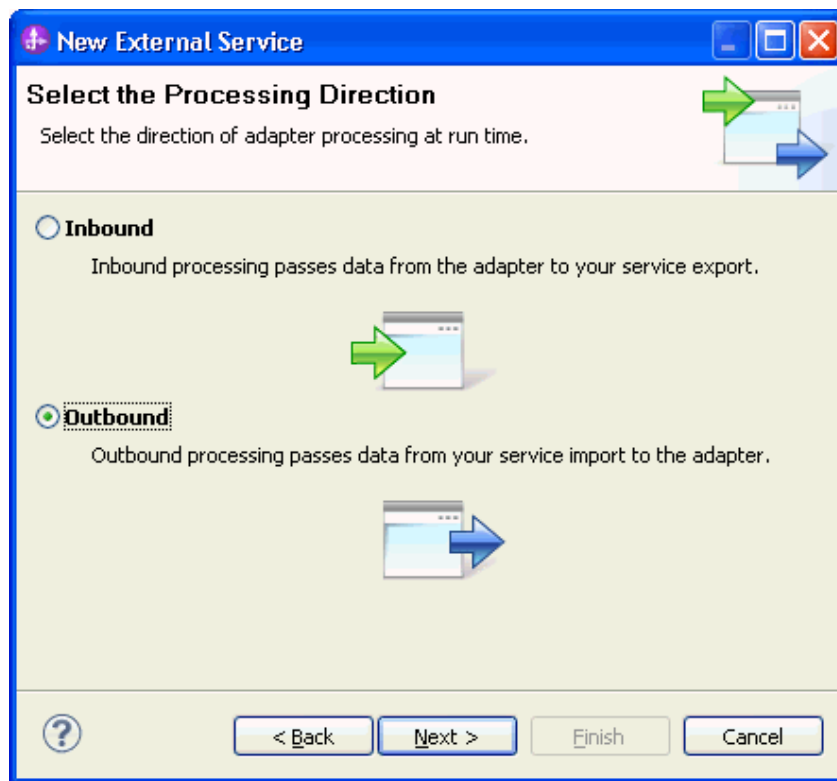 New External Service
Select the Processing Direction
Select the direction of adapter processing at run time.
Inbound
Inbound processing passes data from the adapter to your service export.
Outbound
Outbound processing passes data from your service import to the adapter.
?
< Back Next > Finish Cancel